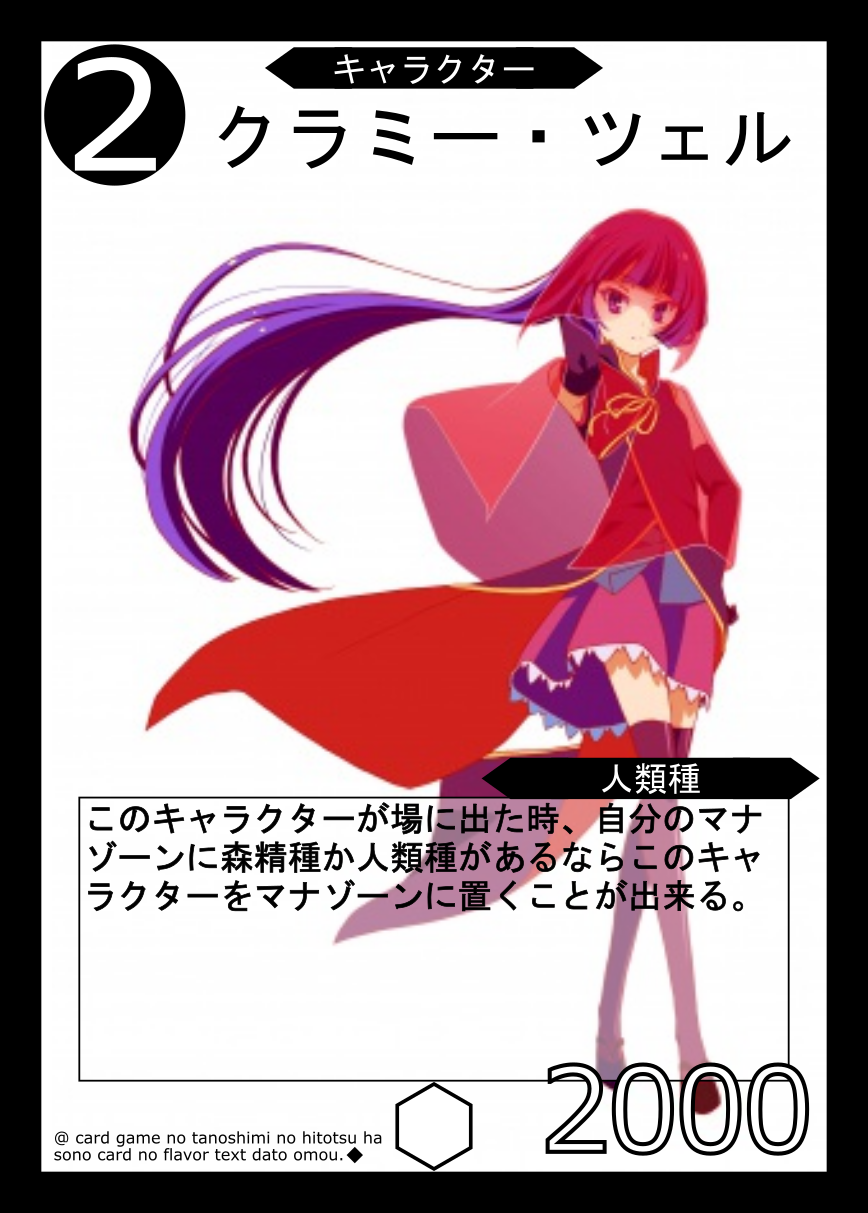 2
キャラクター
クラミー・ツェル
人類種
このキャラクターが場に出た時、自分のマナ
ゾーンに森精種か人類種があるならこのキャ
ラクターをマナゾーンに置くことが出来る。
2000
@ card game no tanoshimi no hitotsu ha
sono card no flavor text dato omou.◆